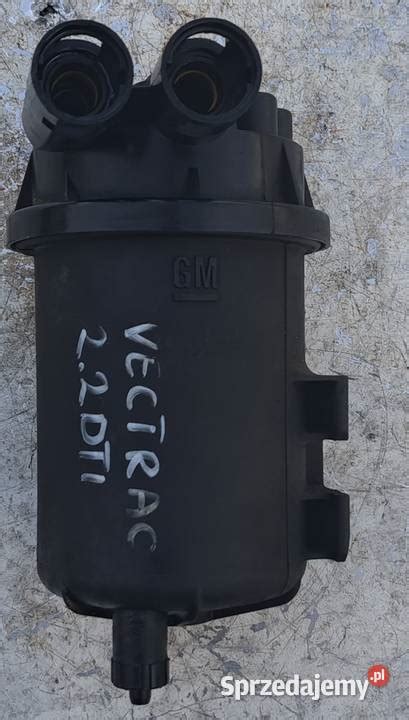 GM
VECTRA C
2.2 DTI
Sprzedajemy.pl